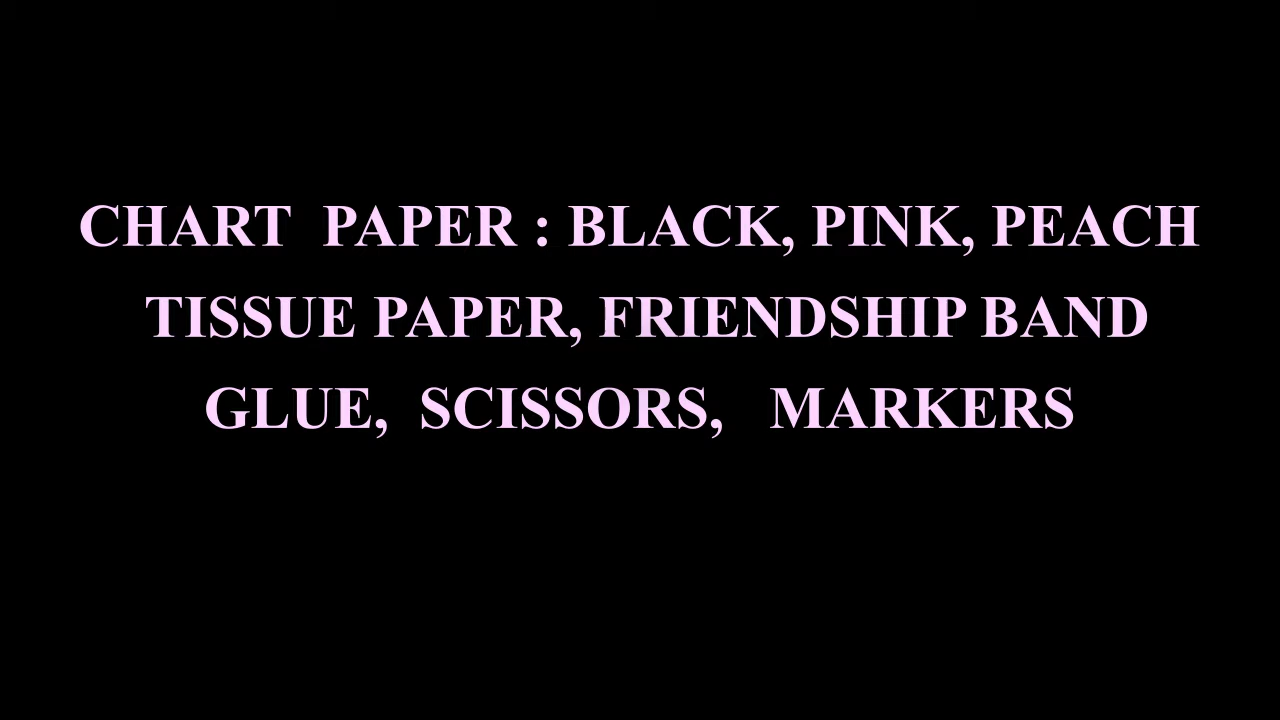 CHART PAPER : BLACK, PINK, PEACH
TISSUE PAPER, FRIENDSHIP BAND
GLUE, SCISSORS, MARKERS